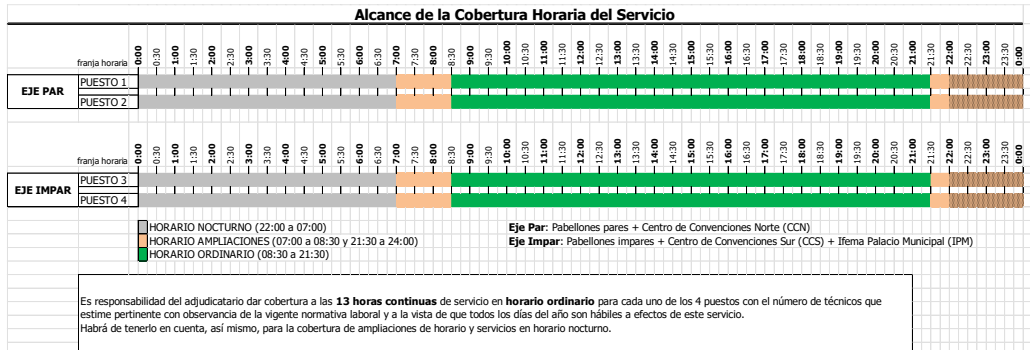 Alcance de la Cobertura Horaria del Servicio
franja horaria 0:00 0:30 1:00 1:30 2:00 2:30 3:00 3:30 4:00 4:30 5:00 5:30 6:00 6:30 7:00 7:30 8:00 8:30 9:00 9:30 10:00 10:30 11:00 11:30 12:00 12:30 13:00 13:30 14:00 14:30 15:00 15:30 16:00 16:30 17:00 17:30 18:00 18:30 19:00 19:30 20:00 20:30 21:00 21:30 22:00 22:30 23:00 23:30 0:00
EJE PAR
PUESTO 1
PUESTO 2
franja horaria 0:00 0:30 1:00 1:30 2:00 2:30 3:00 3:30 4:00 4:30 5:00 5:30 6:00 6:30 7:00 7:30 8:00 8:30 9:00 9:30 10:00 10:30 11:00 11:30 12:00 12:30 13:00 13:30 14:00 14:30 15:00 15:30 16:00 16:30 17:00 17:30 18:00 18:30 19:00 19:30 20:00 20:30 21:00 21:30 22:00 22:30 23:00 23:30 0:00
EJE IMPAR
PUESTO 3
PUESTO 4
HORARIO NOCTURNO (22:00 a 07:00)
HORARIO AMPLIACIONES (07:00 a 08:30 y 21:30 a 24:00)
HORARIO ORDINARIO (08:30 a 21:30)
Eje Par: Pabellones pares + Centro de Convenciones Norte (CCN)
Eje Impar: Pabellones impares + Centro de Convenciones Sur (CCS) + Ifema Palacio Municipal (IPM)
Es responsabilidad del adjudicatario dar cobertura a las 13 horas continuas de servicio en horario ordinario para cada uno de los 4 puestos con el número de técnicos que
estime pertinente con observancia de la vigente normativa laboral y a la vista de que todos los días del año son hábiles a efectos de este servicio.
Habrá de tenerlo en cuenta, así mismo, para la cobertura de ampliaciones de horario y servicios en horario nocturno.